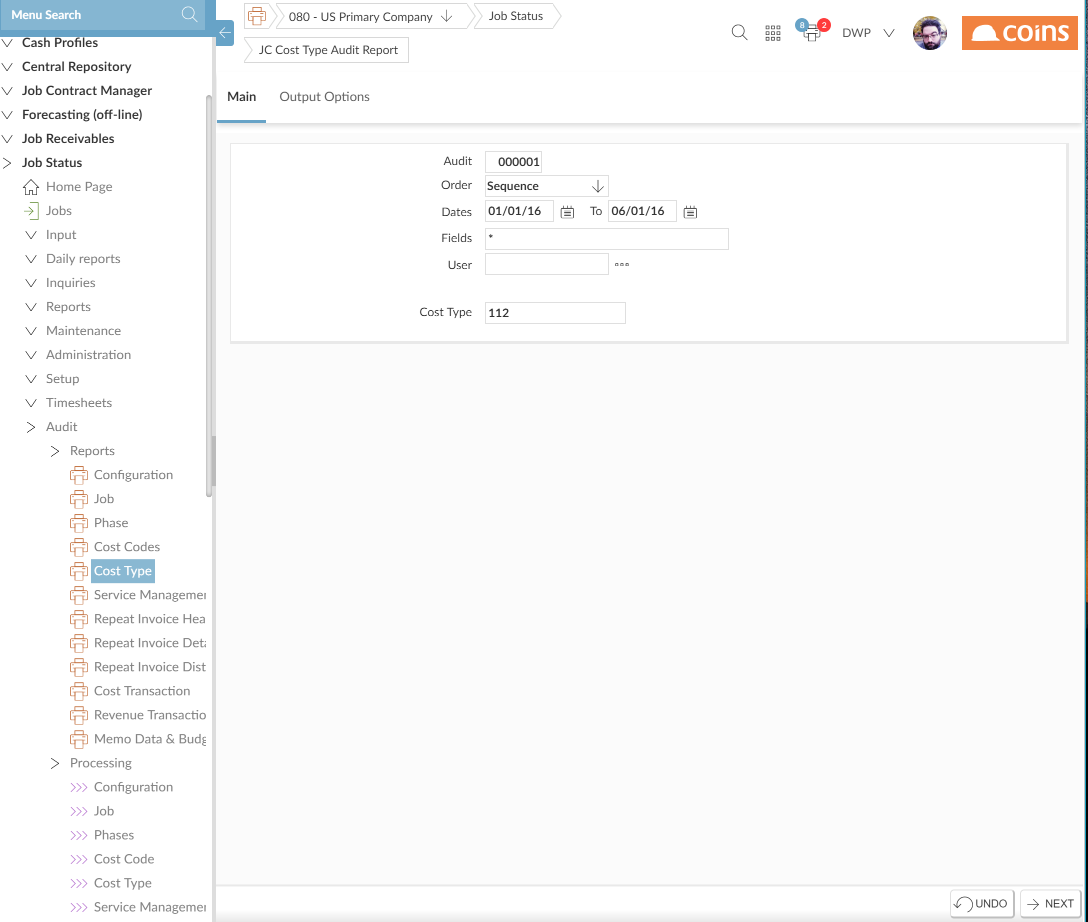 Menu Search
Cash Profiles
Central Repository
Job Contract Manager
Forecasting (off-line)
Job Receivables
Job Status
Home Page
Jobs
Input
Daily reports
Inquiries
Reports
Maintenance
Administration
Setup
Timesheets
Audit
Reports
Configuration
Job
Phase
Cost Codes
Cost Type
Service Managemer
Repeat Invoice Hea
Repeat Invoice Deta
Repeat Invoice Dist
Cost Transaction
Revenue Transactio
Memo Data & Budg
Processing
Configuration
Job
Phases
Cost Code
Cost Type
Service Managemer
080 - US Primary Company Job Status
JC Cost Type Audit Report
8 2 DWP coins
Main Output Options
Audit 000001
Order Sequence
Dates 01/01/16 To 06/01/16
Fields *
User
Cost Type 112
UNDO NEXT